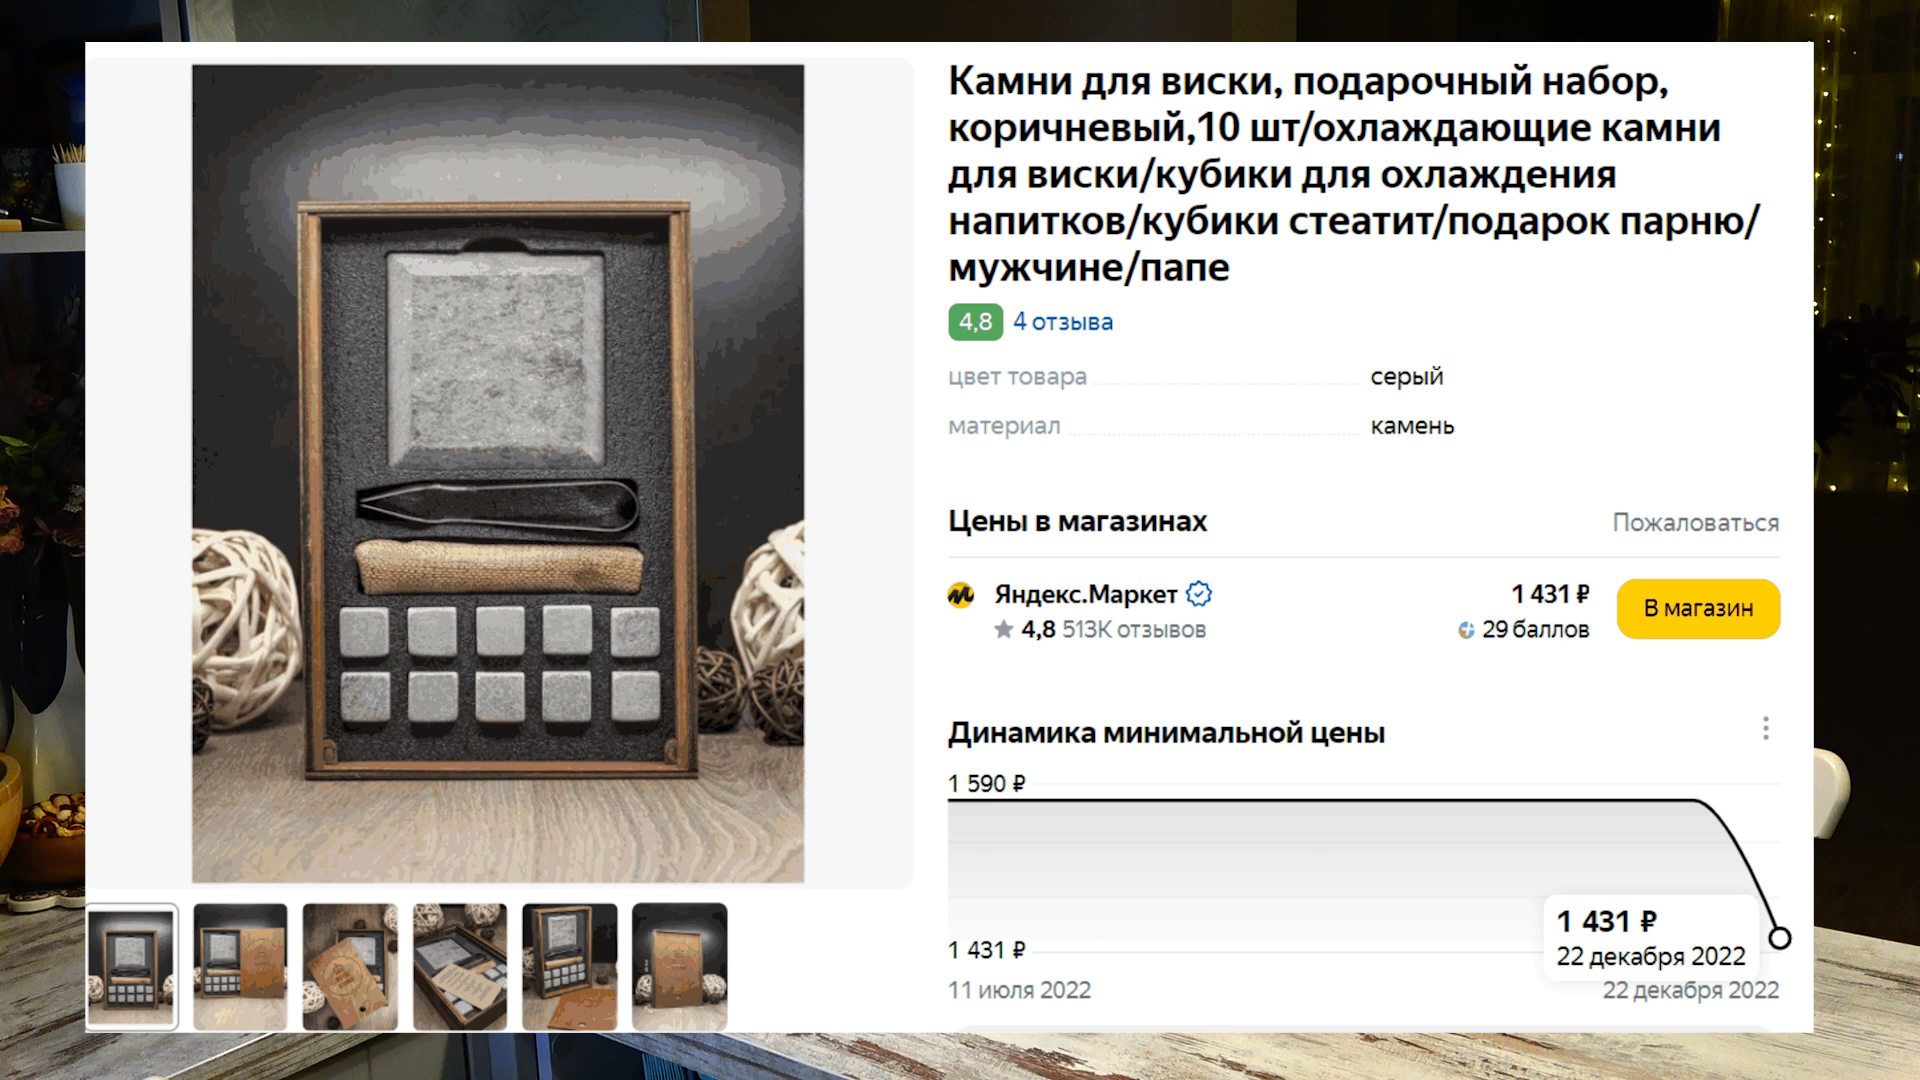 Камни для виски, подарочный набор,
коричневый,10 шт/охлаждающие камни
для виски/кубики для охлаждения
напитков/кубики стеатит/подарок парню/
мужчине/папе
4,8 4 отзыва
цвет товара серый
материал камень
Цены в магазинах Пожаловаться
Яндекс.Маркет 1 431 ₽ В магазин
4,8 513K отзывов 29 баллов
Динамика минимальной цены
1 590 ₽
1 431 ₽
22 декабря 2022
1 431 ₽
11 июля 2022 22 декабря 2022